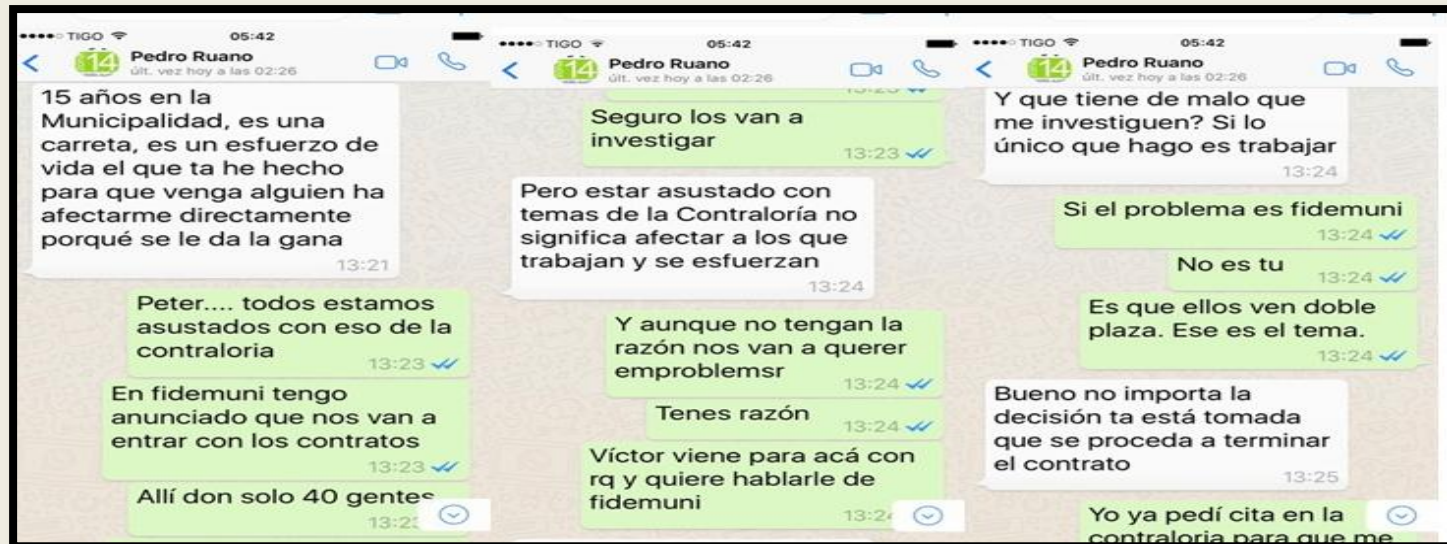 TIGO 05:42
Pedro Ruano
últ. vez hoy a las 02:26
15 años en la
Municipalidad, es una
carreta, es un esfuerzo de
vida el que ta he hecho
para que venga alguien ha
afectarme directamente
porqué se le da la gana
13:21
Peter.... todos estamos
asustados con eso de la
contraloria
13:23
En fidemuni tengo
anunciado que nos van a
entrar con los contratos
13:23
Allí don solo 40 gentes
TIGO 05:42
Pedro Ruano
últ. vez hoy a las 02:26
Seguro los van a
investigar
13:23
Pero estar asustado con
temas de la Contraloría no
significa afectar a los que
trabajan y se esfuerzan
13:24
Y aunque no tengan la
razón nos van a querer
emproblemsr
13:24
Tenes razón
13:24
Víctor viene para acá con
rq y quiere hablarle de
fidemuni
TIGO 05:42
Pedro Ruano
últ. vez hoy a las 02:26
Y que tiene de malo que
me investiguen? Si lo
único que hago es trabajar
13:24
Si el problema es fidemuni
13:24
No es tu
13:24
Es que ellos ven doble
plaza. Ese es el tema.
13:24
Bueno no importa la
decisión ta está tomada
que se proceda a terminar
el contrato
13:25
Yo ya pedí cita en la
contraloria para que me